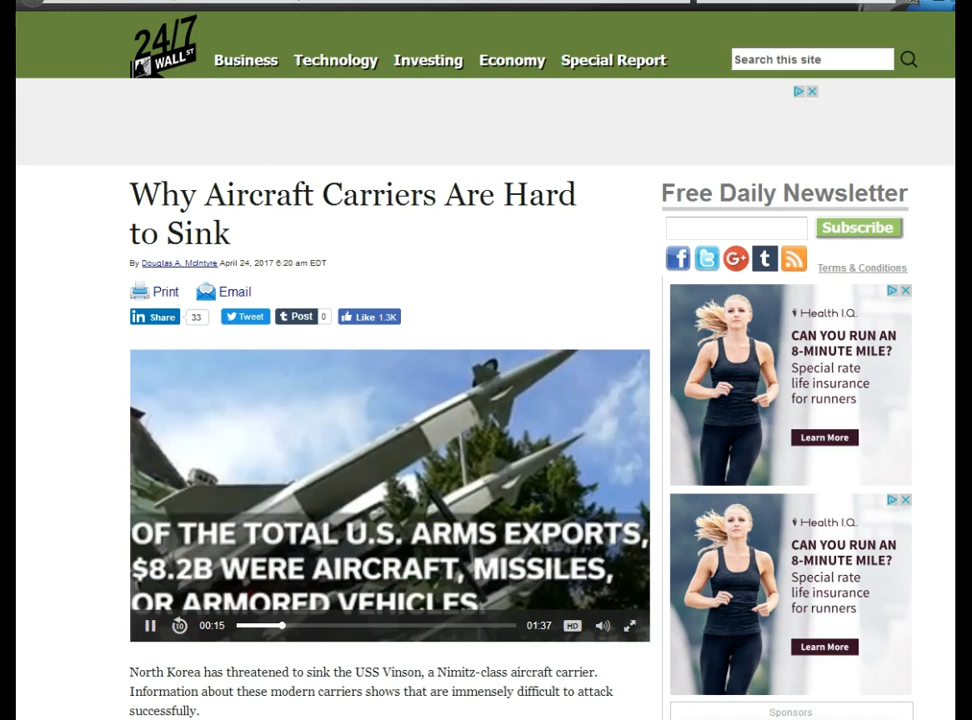 24/7
WALL ST
Business Technology Investing Economy Special Report
Search this site
Why Aircraft Carriers Are Hard
to Sink
By Douglas A. McIntyre April 24, 2017 6:20 am EDT
Print Email
in Share 33 Tweet t Post 0 Like 1.3K
OF THE TOTAL U.S. ARMS EXPORTS,
$8.2B WERE AIRCRAFT, MISSILES,
OR ARMORED VEHICLES.
10 00:15 01:37 HD
North Korea has threatened to sink the USS Vinson, a Nimitz-class aircraft carrier.
Information about these modern carriers shows that are immensely difficult to attack
successfully.
Free Daily Newsletter
Subscribe
f G+ t
Terms & Conditions
Health I.Q.
CAN YOU RUN AN
8-MINUTE MILE?
Special rate
life insurance
for runners
Learn More
Health I.Q.
CAN YOU RUN AN
8-MINUTE MILE?
Special rate
life insurance
for runners
Learn More
Sponsors